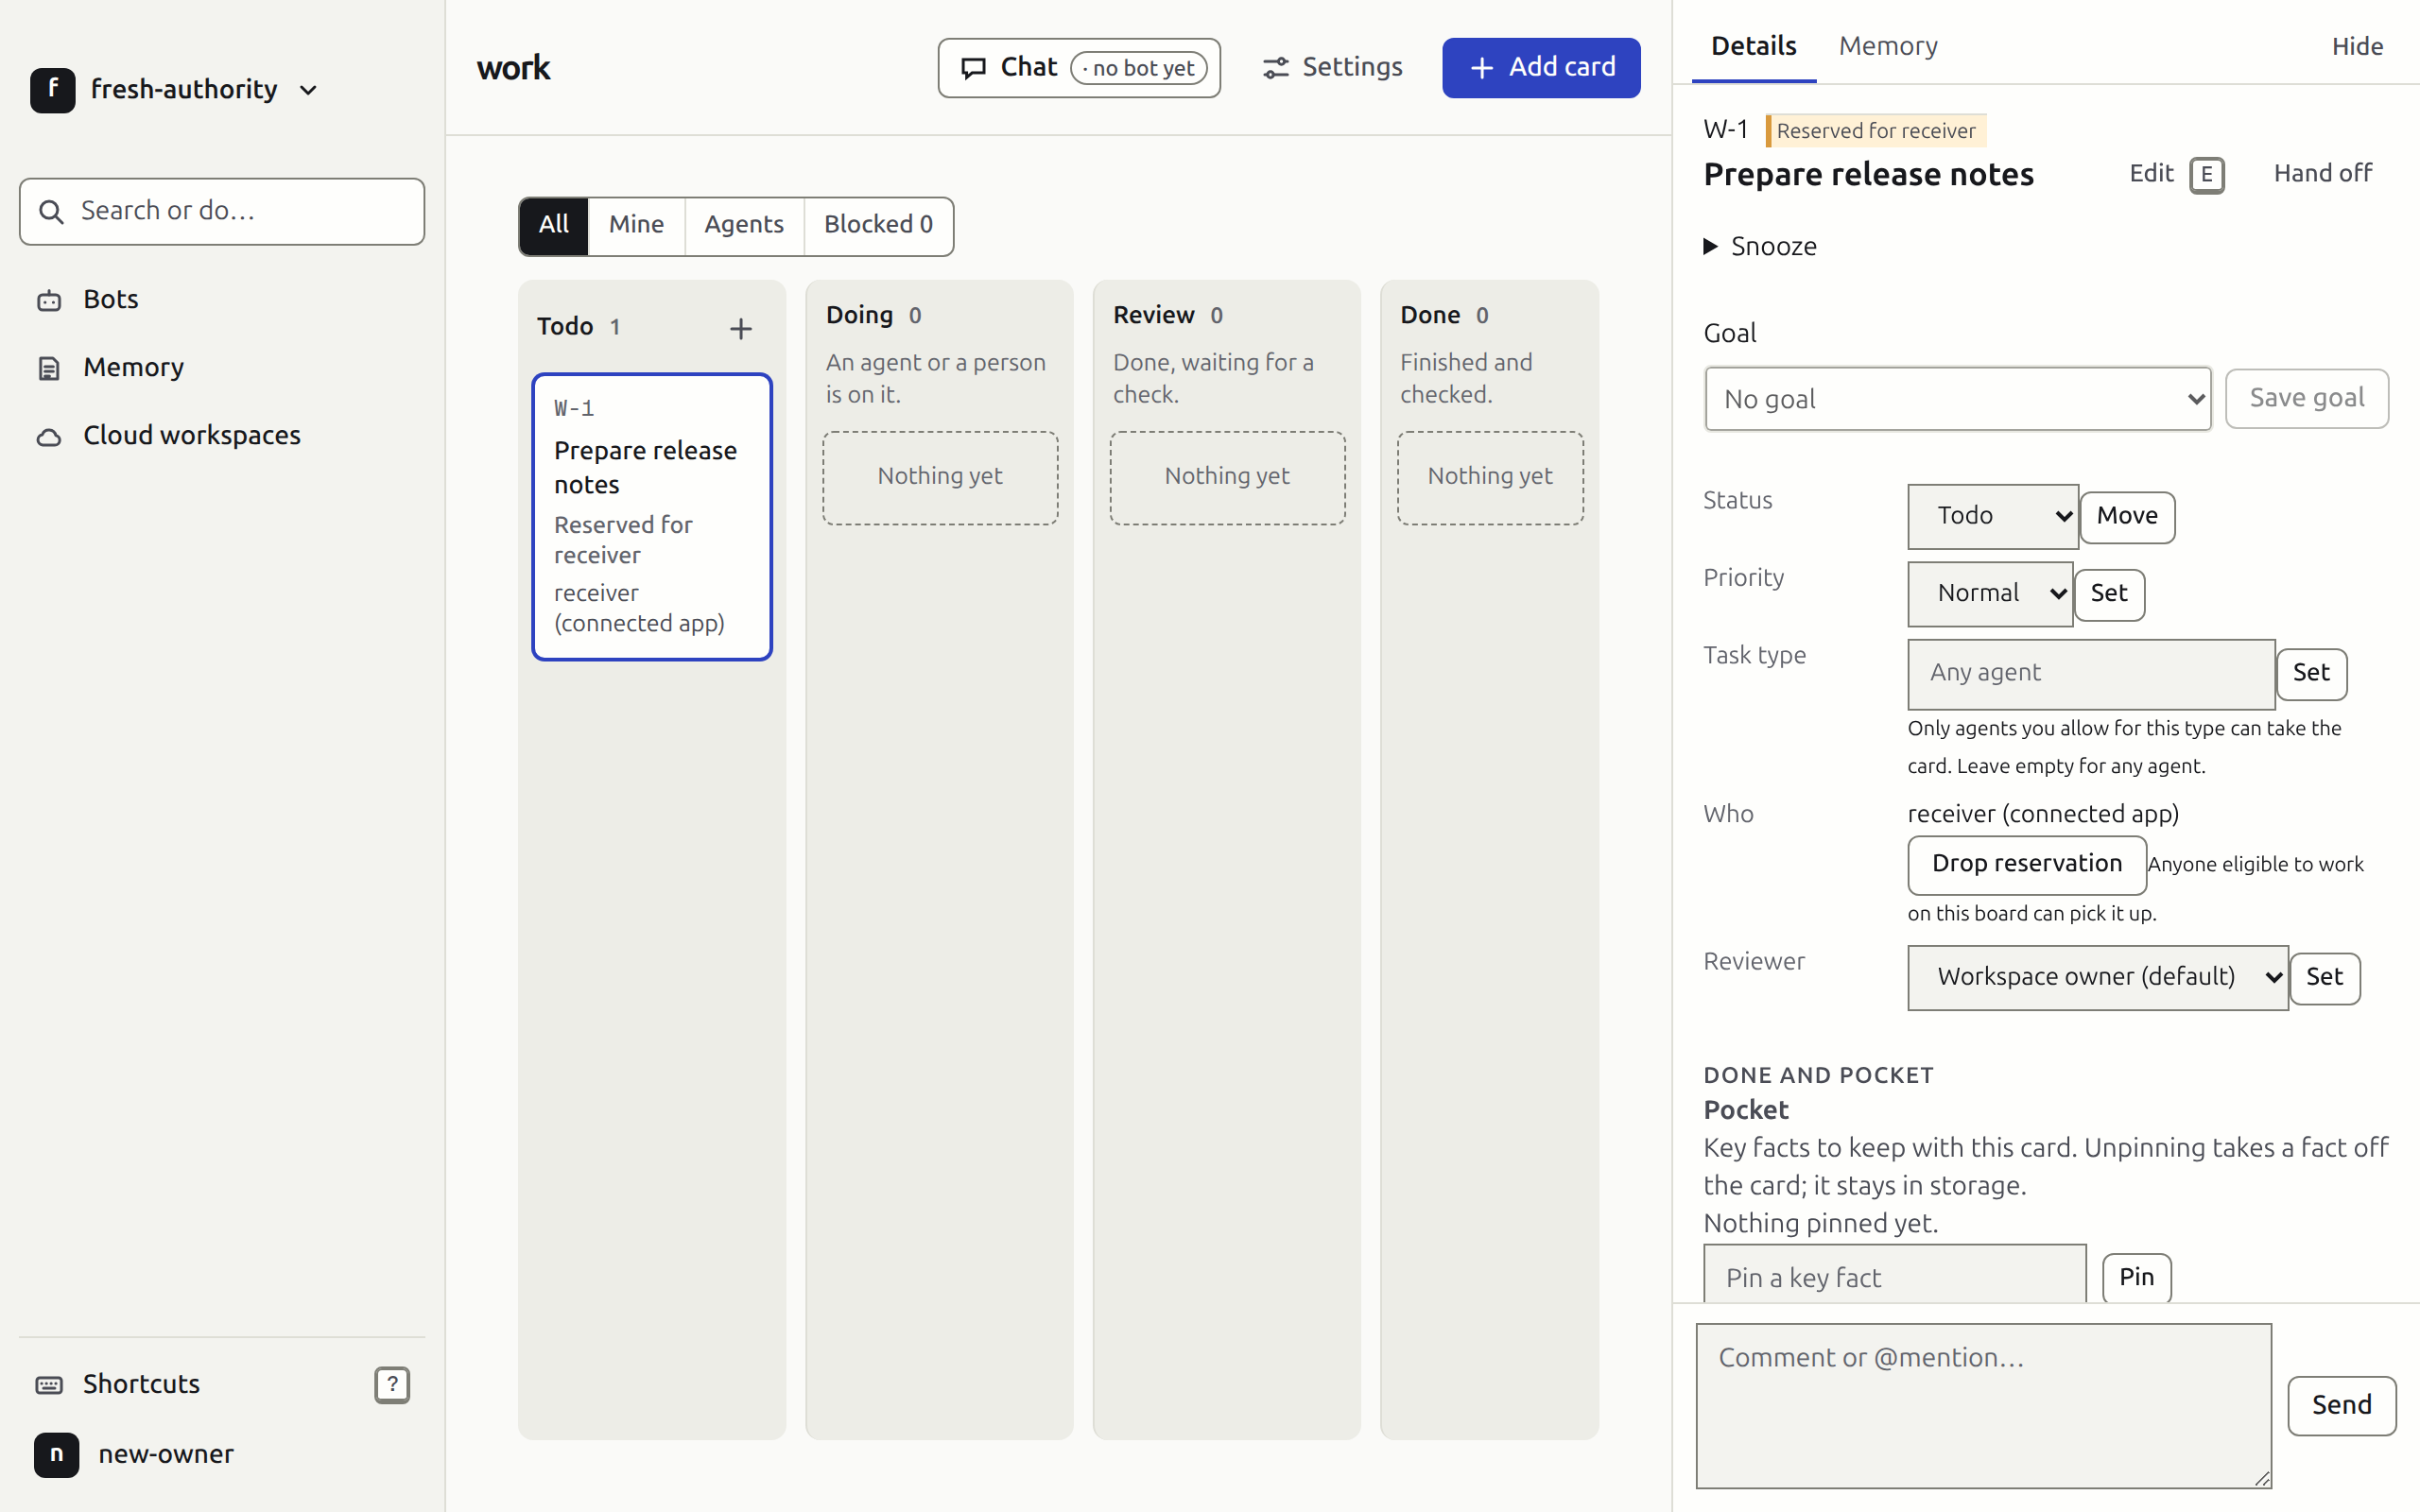 f fresh-authority
Search or do…
Bots
Memory
Cloud workspaces
Shortcuts ?
n new-owner
work
Chat · no bot yet
Settings
+ Add card
All Mine Agents Blocked 0
Todo 1 +
W-1
Prepare release
notes
Reserved for
receiver
receiver
(connected app)
Doing 0
An agent or a person
is on it.
Nothing yet
Review 0
Done, waiting for a
check.
Nothing yet
Done 0
Finished and
checked.
Nothing yet
Details Memory Hide
W-1 Reserved for receiver
Prepare release notes Edit E Hand off
Snooze
Goal
No goal Save goal
Status Todo Move
Priority Normal Set
Task type Any agent Set
Only agents you allow for this type can take the
card. Leave empty for any agent.
Who receiver (connected app)
Drop reservation Anyone eligible to work
on this board can pick it up.
Reviewer Workspace owner (default) Set
DONE AND POCKET
Pocket
Key facts to keep with this card. Unpinning takes a fact off
the card; it stays in storage.
Nothing pinned yet.
Pin a key fact Pin
Comment or @mention…
Send